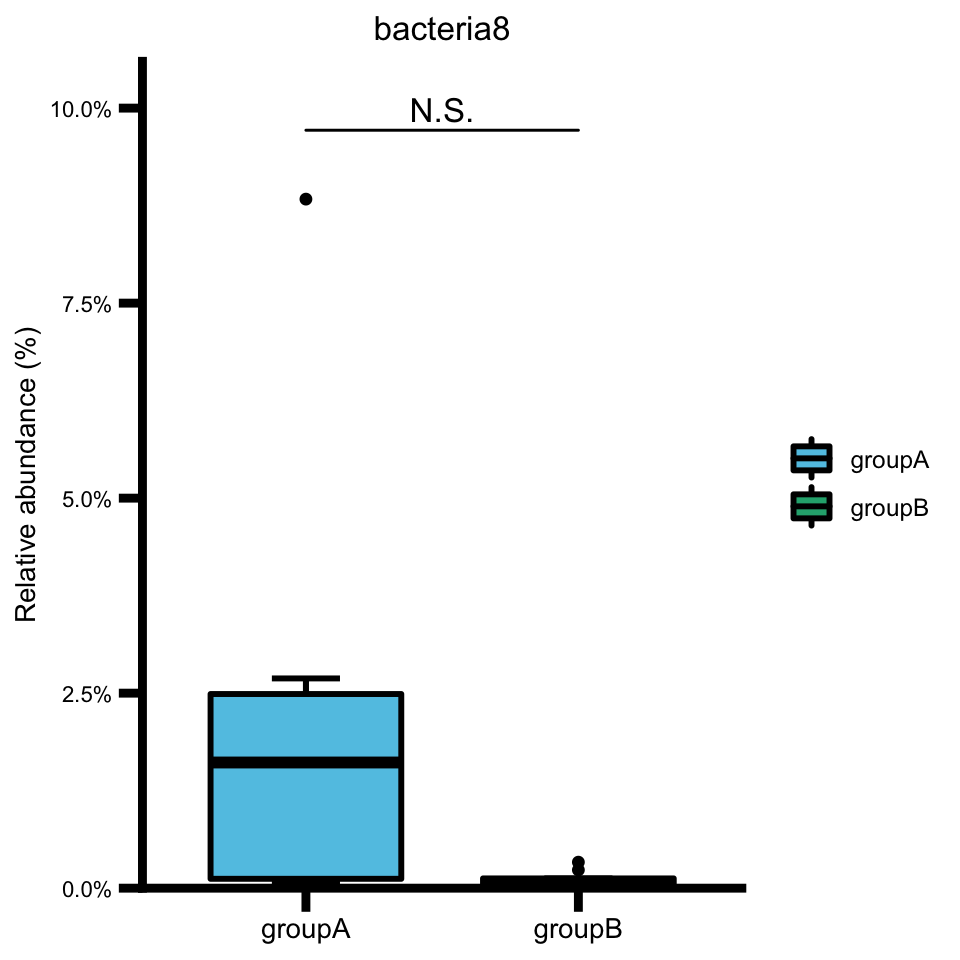 bacteria8
N.S.
10.0%
7.5%
5.0%
2.5%
0.0%
Relative abundance (%)
groupA
groupB
groupA
groupB